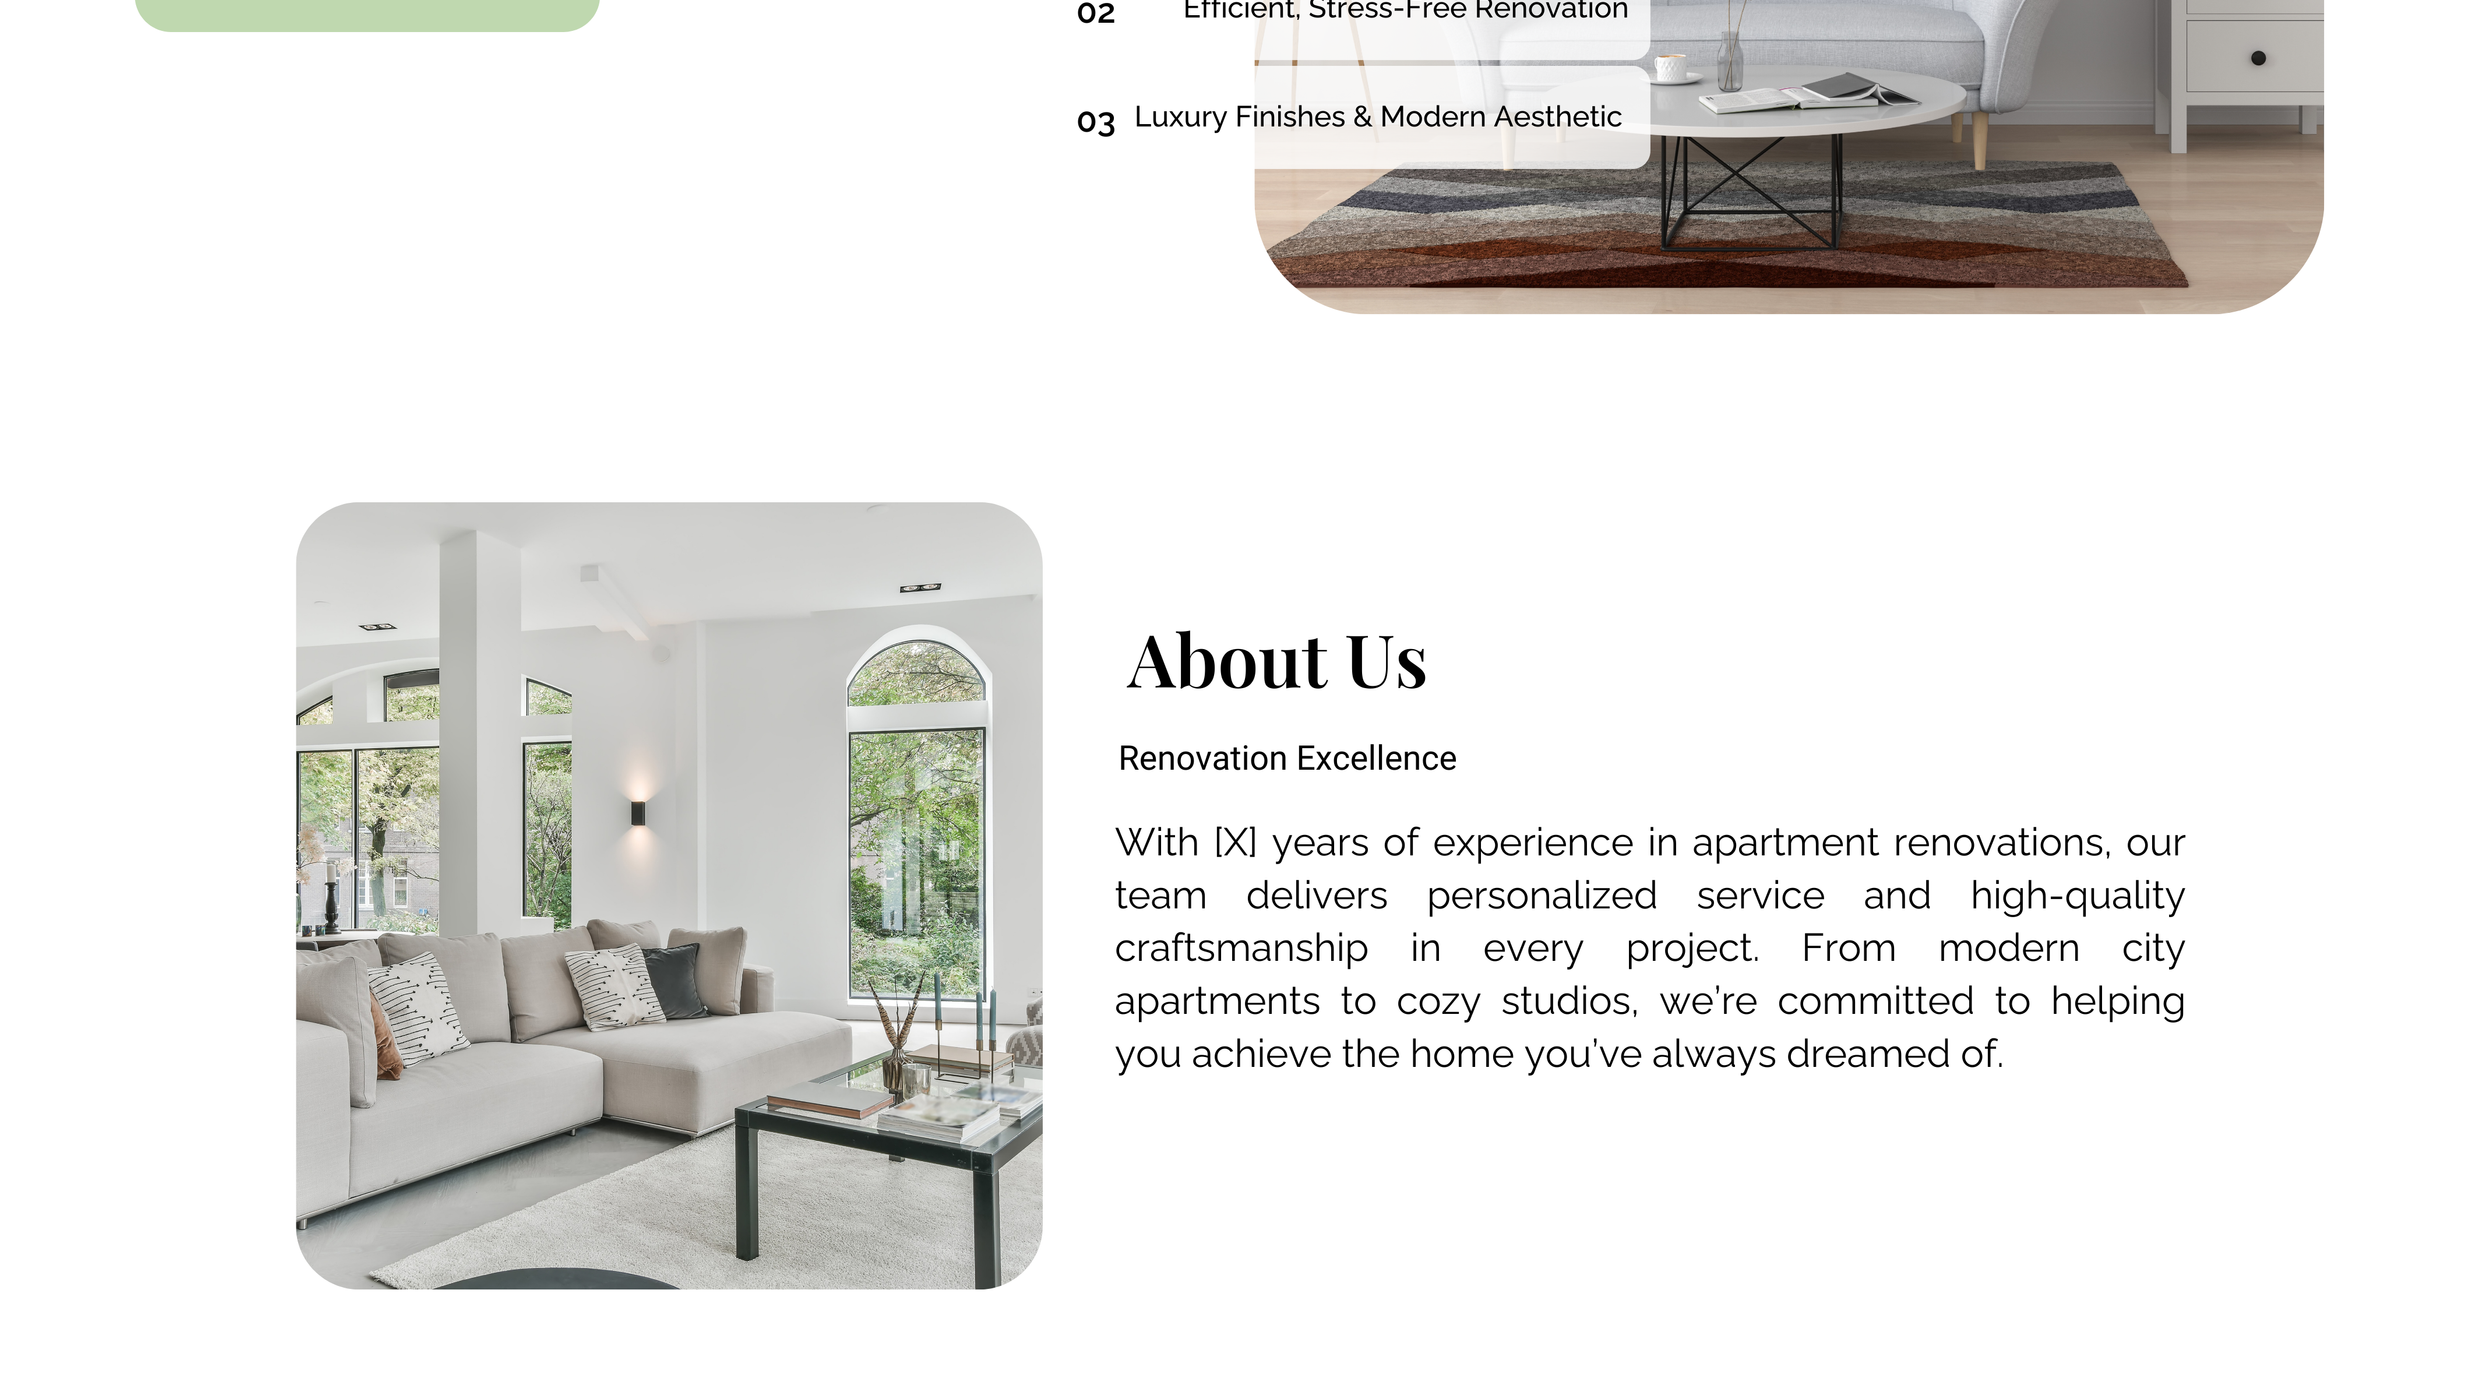 02 Efficient, Stress-Free Renovation
03 Luxury Finishes & Modern Aesthetic
About Us
Renovation Excellence
With [X] years of experience in apartment renovations, our
team delivers personalized service and high-quality
craftsmanship in every project. From modern city
apartments to cozy studios, we’re committed to helping
you achieve the home you’ve always dreamed of.